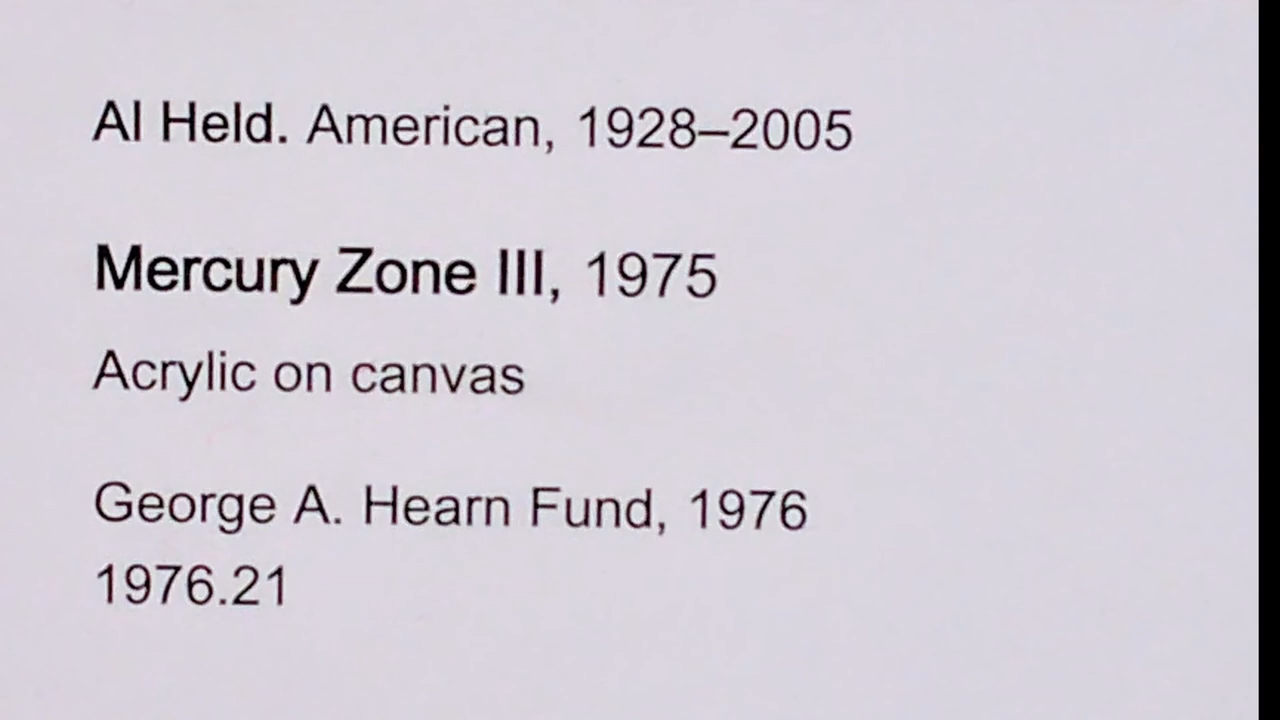 Al Held. American, 1928–2005
Mercury Zone III, 1975
Acrylic on canvas
George A. Hearn Fund, 1976
1976.21